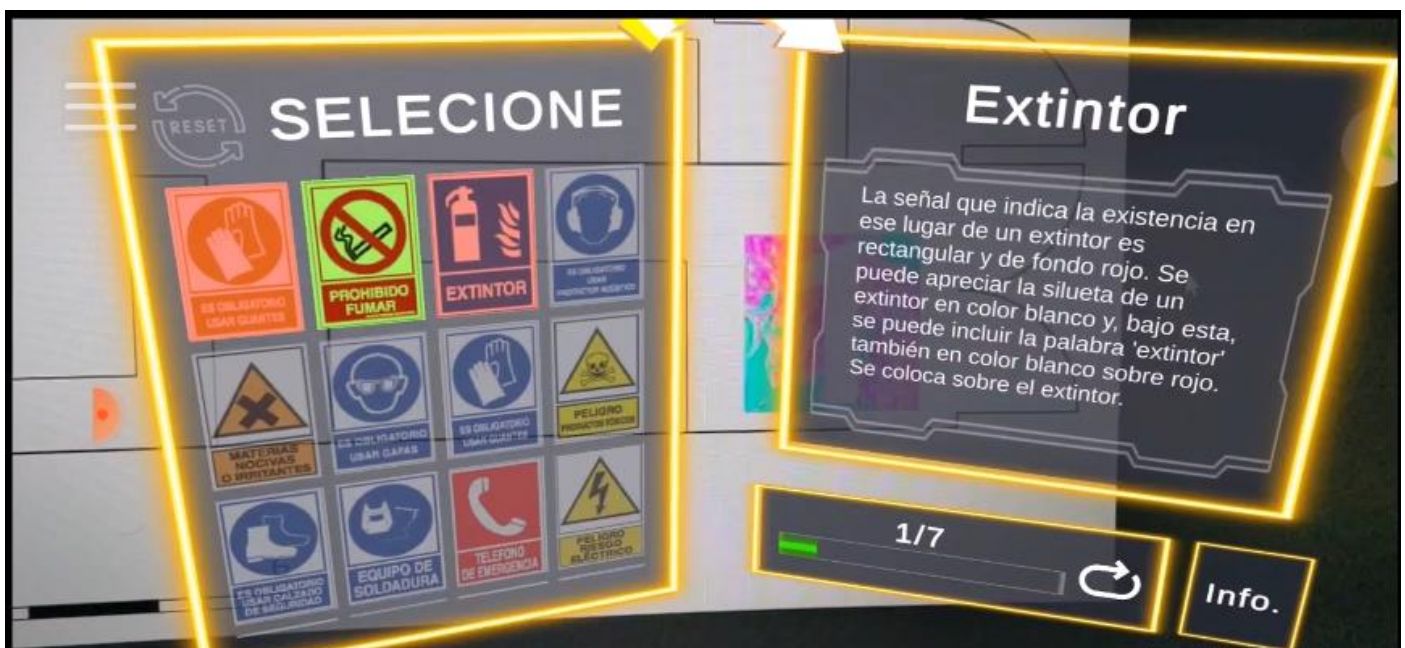 RESET
SELECIONE
ES OBLIGATORIO
USAR GUANTES
PROHIBIDO
FUMAR
EXTINTOR
ES OBLIGATORIO
USAR
PROTECTOR ACÚSTICO
MATERIAS
NOCIVAS
O IRRITANTES
ES OBLIGATORIO
USAR GAFAS
ES OBLIGATORIO
USAR GUANTES
PELIGRO
PRODUCTOS TÓXICOS
ES OBLIGATORIO
USAR CALZADO
DE SEGURIDAD
EQUIPO DE
SOLDADURA
TELEFONO
DE EMERGENCIA
PELIGRO
RIESGO
ELÉCTRICO
Extintor
La señal que indica la existencia en
ese lugar de un extintor es
rectangular y de fondo rojo. Se
puede apreciar la silueta de un
extintor en color blanco y, bajo esta,
se puede incluir la palabra 'extintor'
también en color blanco sobre rojo.
Se coloca sobre el extintor.
1/7
Info.